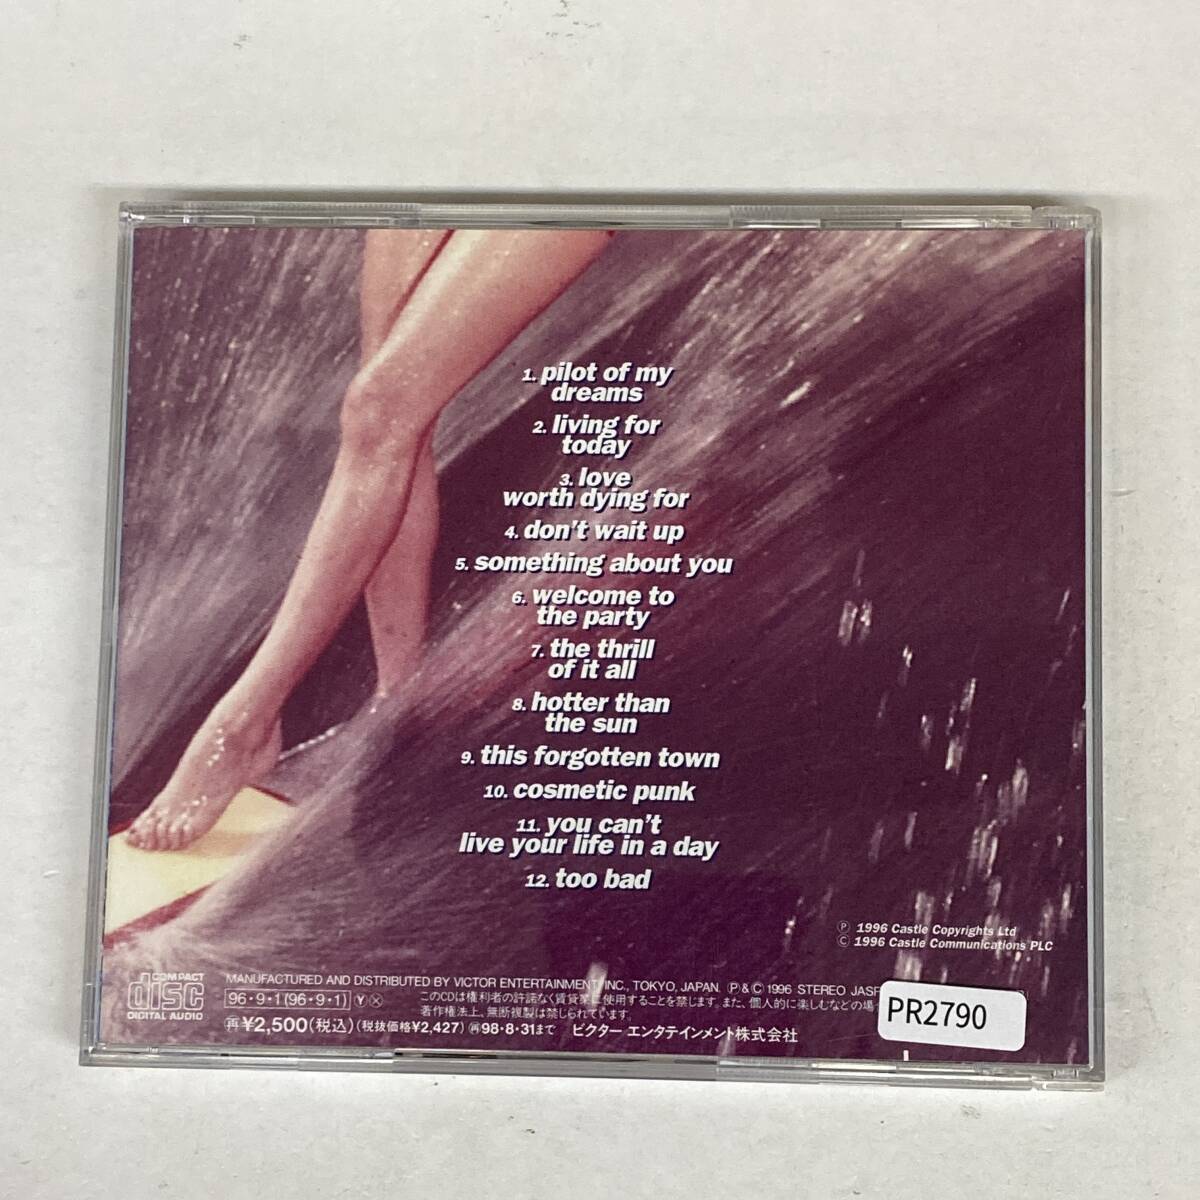 1. pilot of my
dreams
2. living for
today
3. love
worth dying for
4. don't wait up
5. something about you
6. welcome to
the party
7. the thrill
of it all
8. hotter than
the sun
9. this forgotten town
10. cosmetic punk
11. you can't
live your life in a day
12. too bad
Ⓟ 1996 Castle Copyrights Ltd
© 1996 Castle Communications PLC
COMPACT
disc
DIGITAL AUDIO
MANUFACTURED AND DISTRIBUTED BY VICTOR ENTERTAINMENT, INC., TOKYO, JAPAN. Ⓟ&© 1996 STEREO JASR
96・9・1(96・9・1) Ⓨ Ⓧ
このCDは権利者の許諾なく賃貸業に使用することを禁じます。また、個人的に楽しむなどの場
著作権法上、無断複製は禁じられています。
再¥2,500(税込)(税抜価格¥2,427) 再98・8・31まで ビクター エンタテインメント株式会社
PR2790